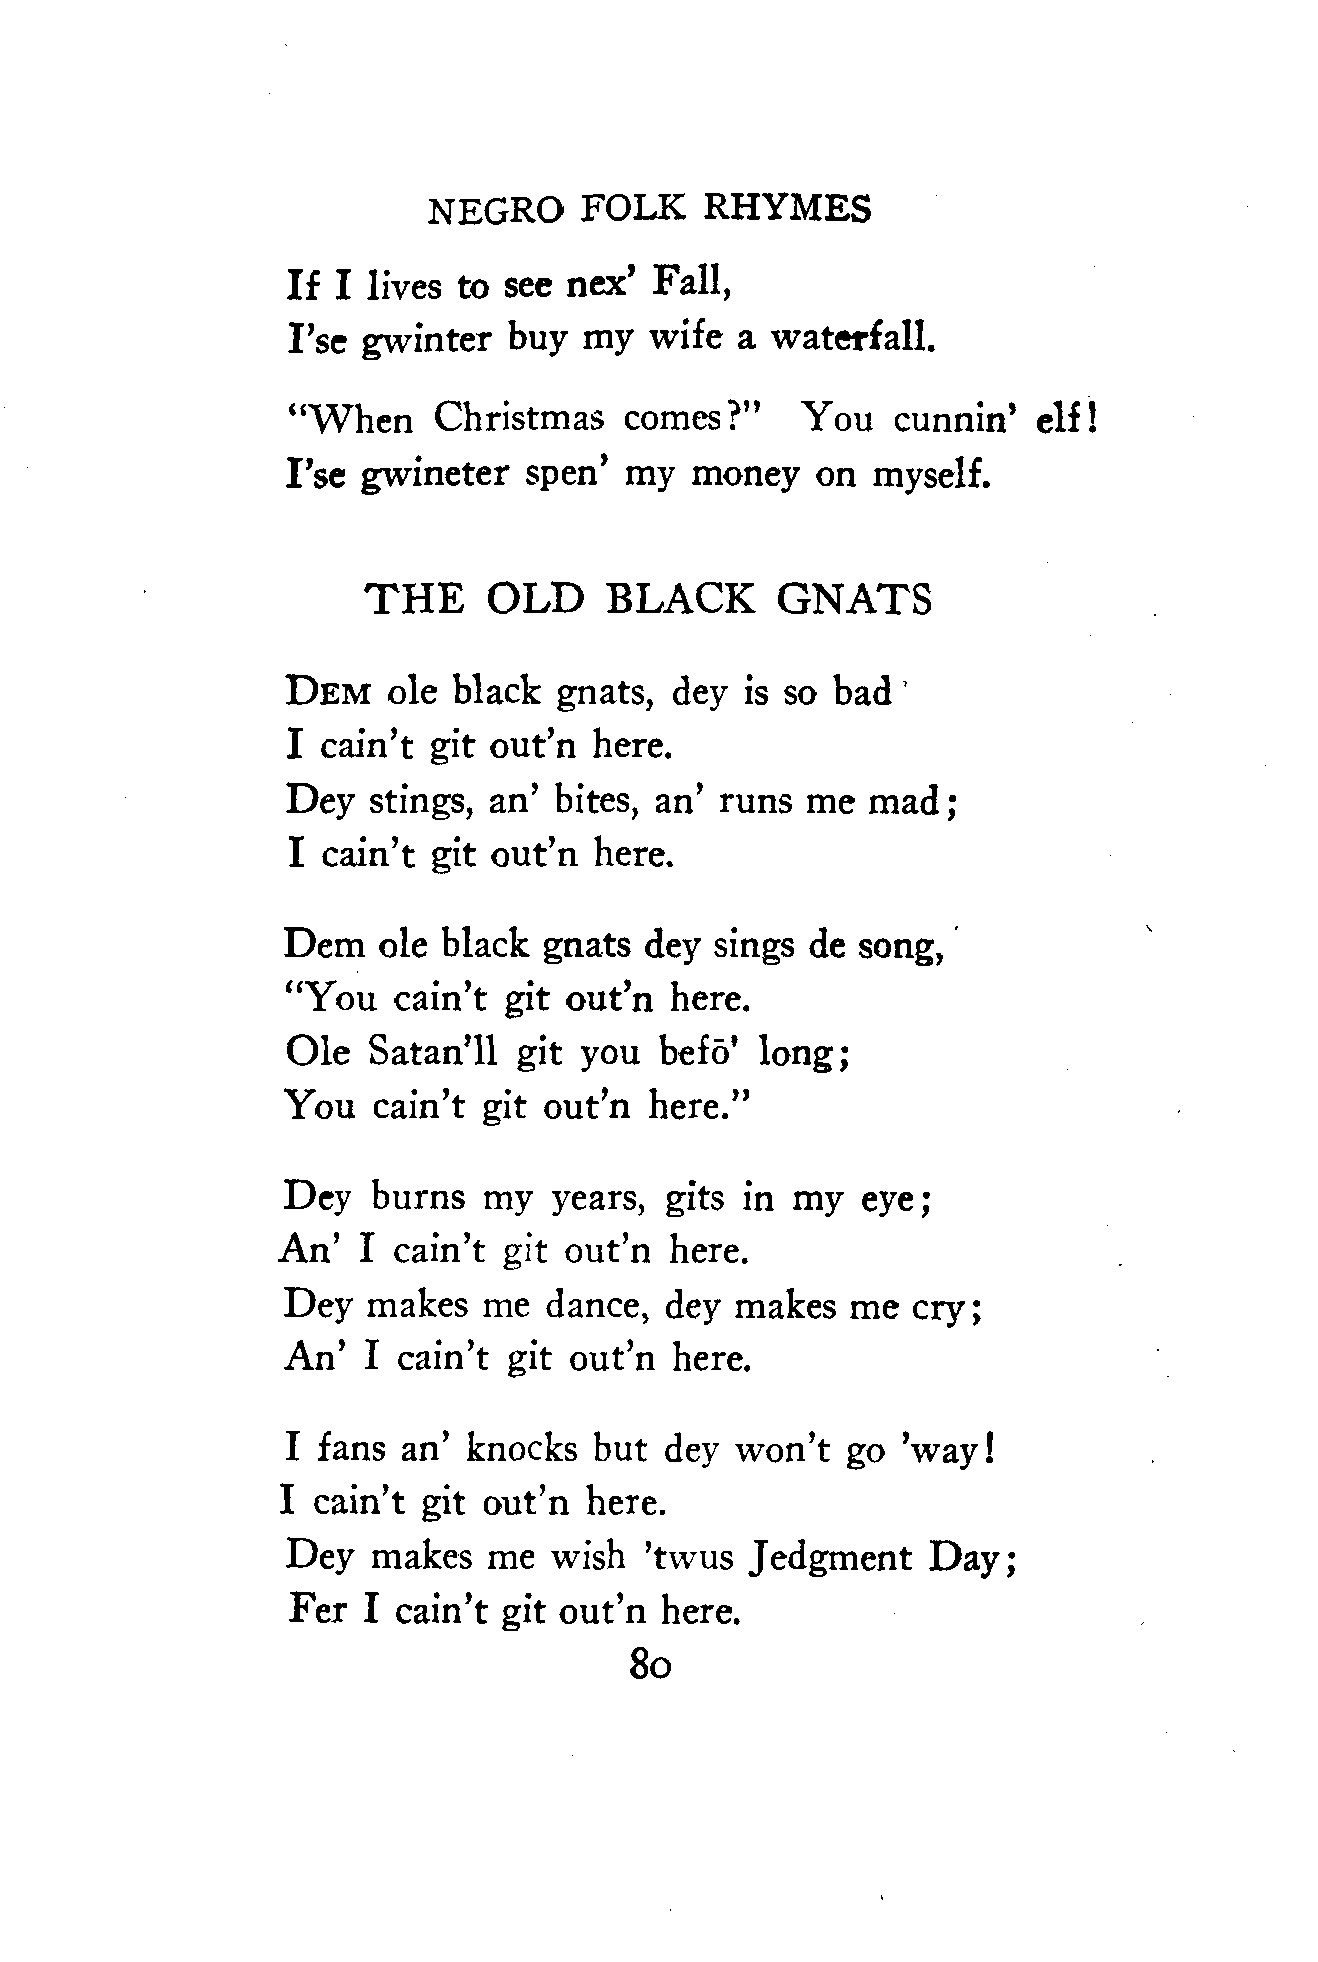 NEGRO FOLK RHYMES
If I lives to see nex' Fall,
I'se gwinter buy my wife a waterfall.
"When Christmas comes?" You cunnin' elf!
I'se gwineter spen' my money on myself.
THE OLD BLACK GNATS
DEM ole black gnats, dey is so bad
I cain't git out'n here.
Dey stings, an' bites, an' runs me mad;
I cain't git out'n here.
Dem ole black gnats dey sings de song,
"You cain't git out'n here.
Ole Satan'll git you befō' long;
You cain't git out'n here."
Dey burns my years, gits in my eye;
An' I cain't git out'n here.
Dey makes me dance, dey makes me cry;
An' I cain't git out'n here.
I fans an' knocks but dey won't go 'way!
I cain't git out'n here.
Dey makes me wish 'twus Jedgment Day;
Fer I cain't git out'n here.
80